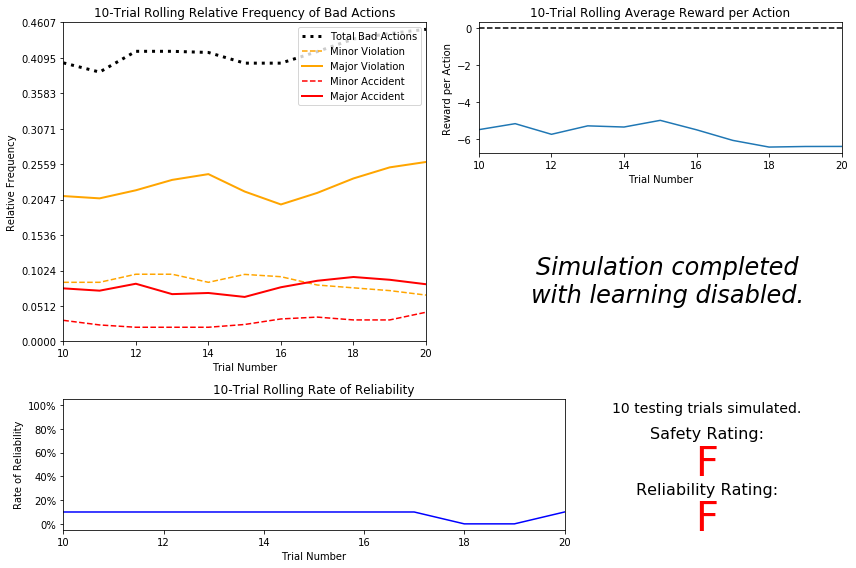 10-Trial Rolling Relative Frequency of Bad Actions
Relative Frequency
0.4607
0.4095
0.3583
0.3071
0.2559
0.2047
0.1536
0.1024
0.0512
0.0000
Total Bad Actions
Minor Violation
Major Violation
Minor Accident
Major Accident
10 12 14 16 18 20
Trial Number
10-Trial Rolling Average Reward per Action
Reward per Action
0
−2
−4
−6
10 12 14 16 18 20
Trial Number
Simulation completed
with learning disabled.
10-Trial Rolling Rate of Reliability
Rate of Reliability
100%
80%
60%
40%
20%
0%
10 12 14 16 18 20
Trial Number
10 testing trials simulated.
Safety Rating:
F
Reliability Rating:
F